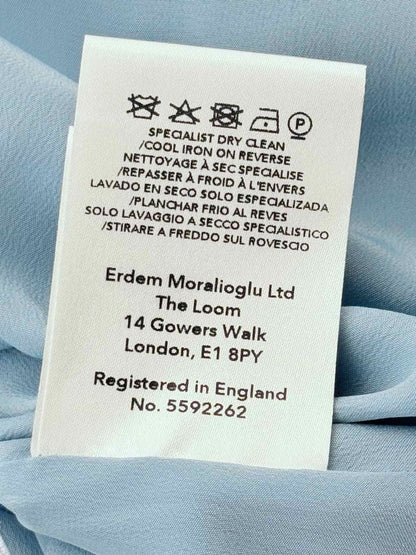 P
SPECIALIST DRY CLEAN
/COOL IRON ON REVERSE
NETTOYAGE À SEC SPECIALISE
/REPASSER À FROID À L'ENVERS
LAVADO EN SECO SOLO ESPECIALIZADA
/PLANCHAR FRIO AL REVES
SOLO LAVAGGIO A SECCO SPECIALISTICO
/STIRARE A FREDDO SUL ROVESCIO
Erdem Moralioglu Ltd
The Loom
14 Gowers Walk
London, E1 8PY
Registered in England
No. 5592262